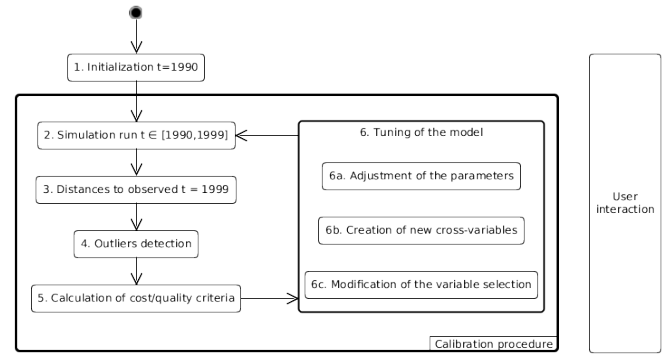 1. Initialization t=1990
2. Simulation run t ∈ [1990,1999]
3. Distances to observed t = 1999
4. Outliers detection
5. Calculation of cost/quality criteria
6. Tuning of the model
6a. Adjustment of the parameters
6b. Creation of new cross-variables
6c. Modification of the variable selection
Calibration procedure
User
interaction